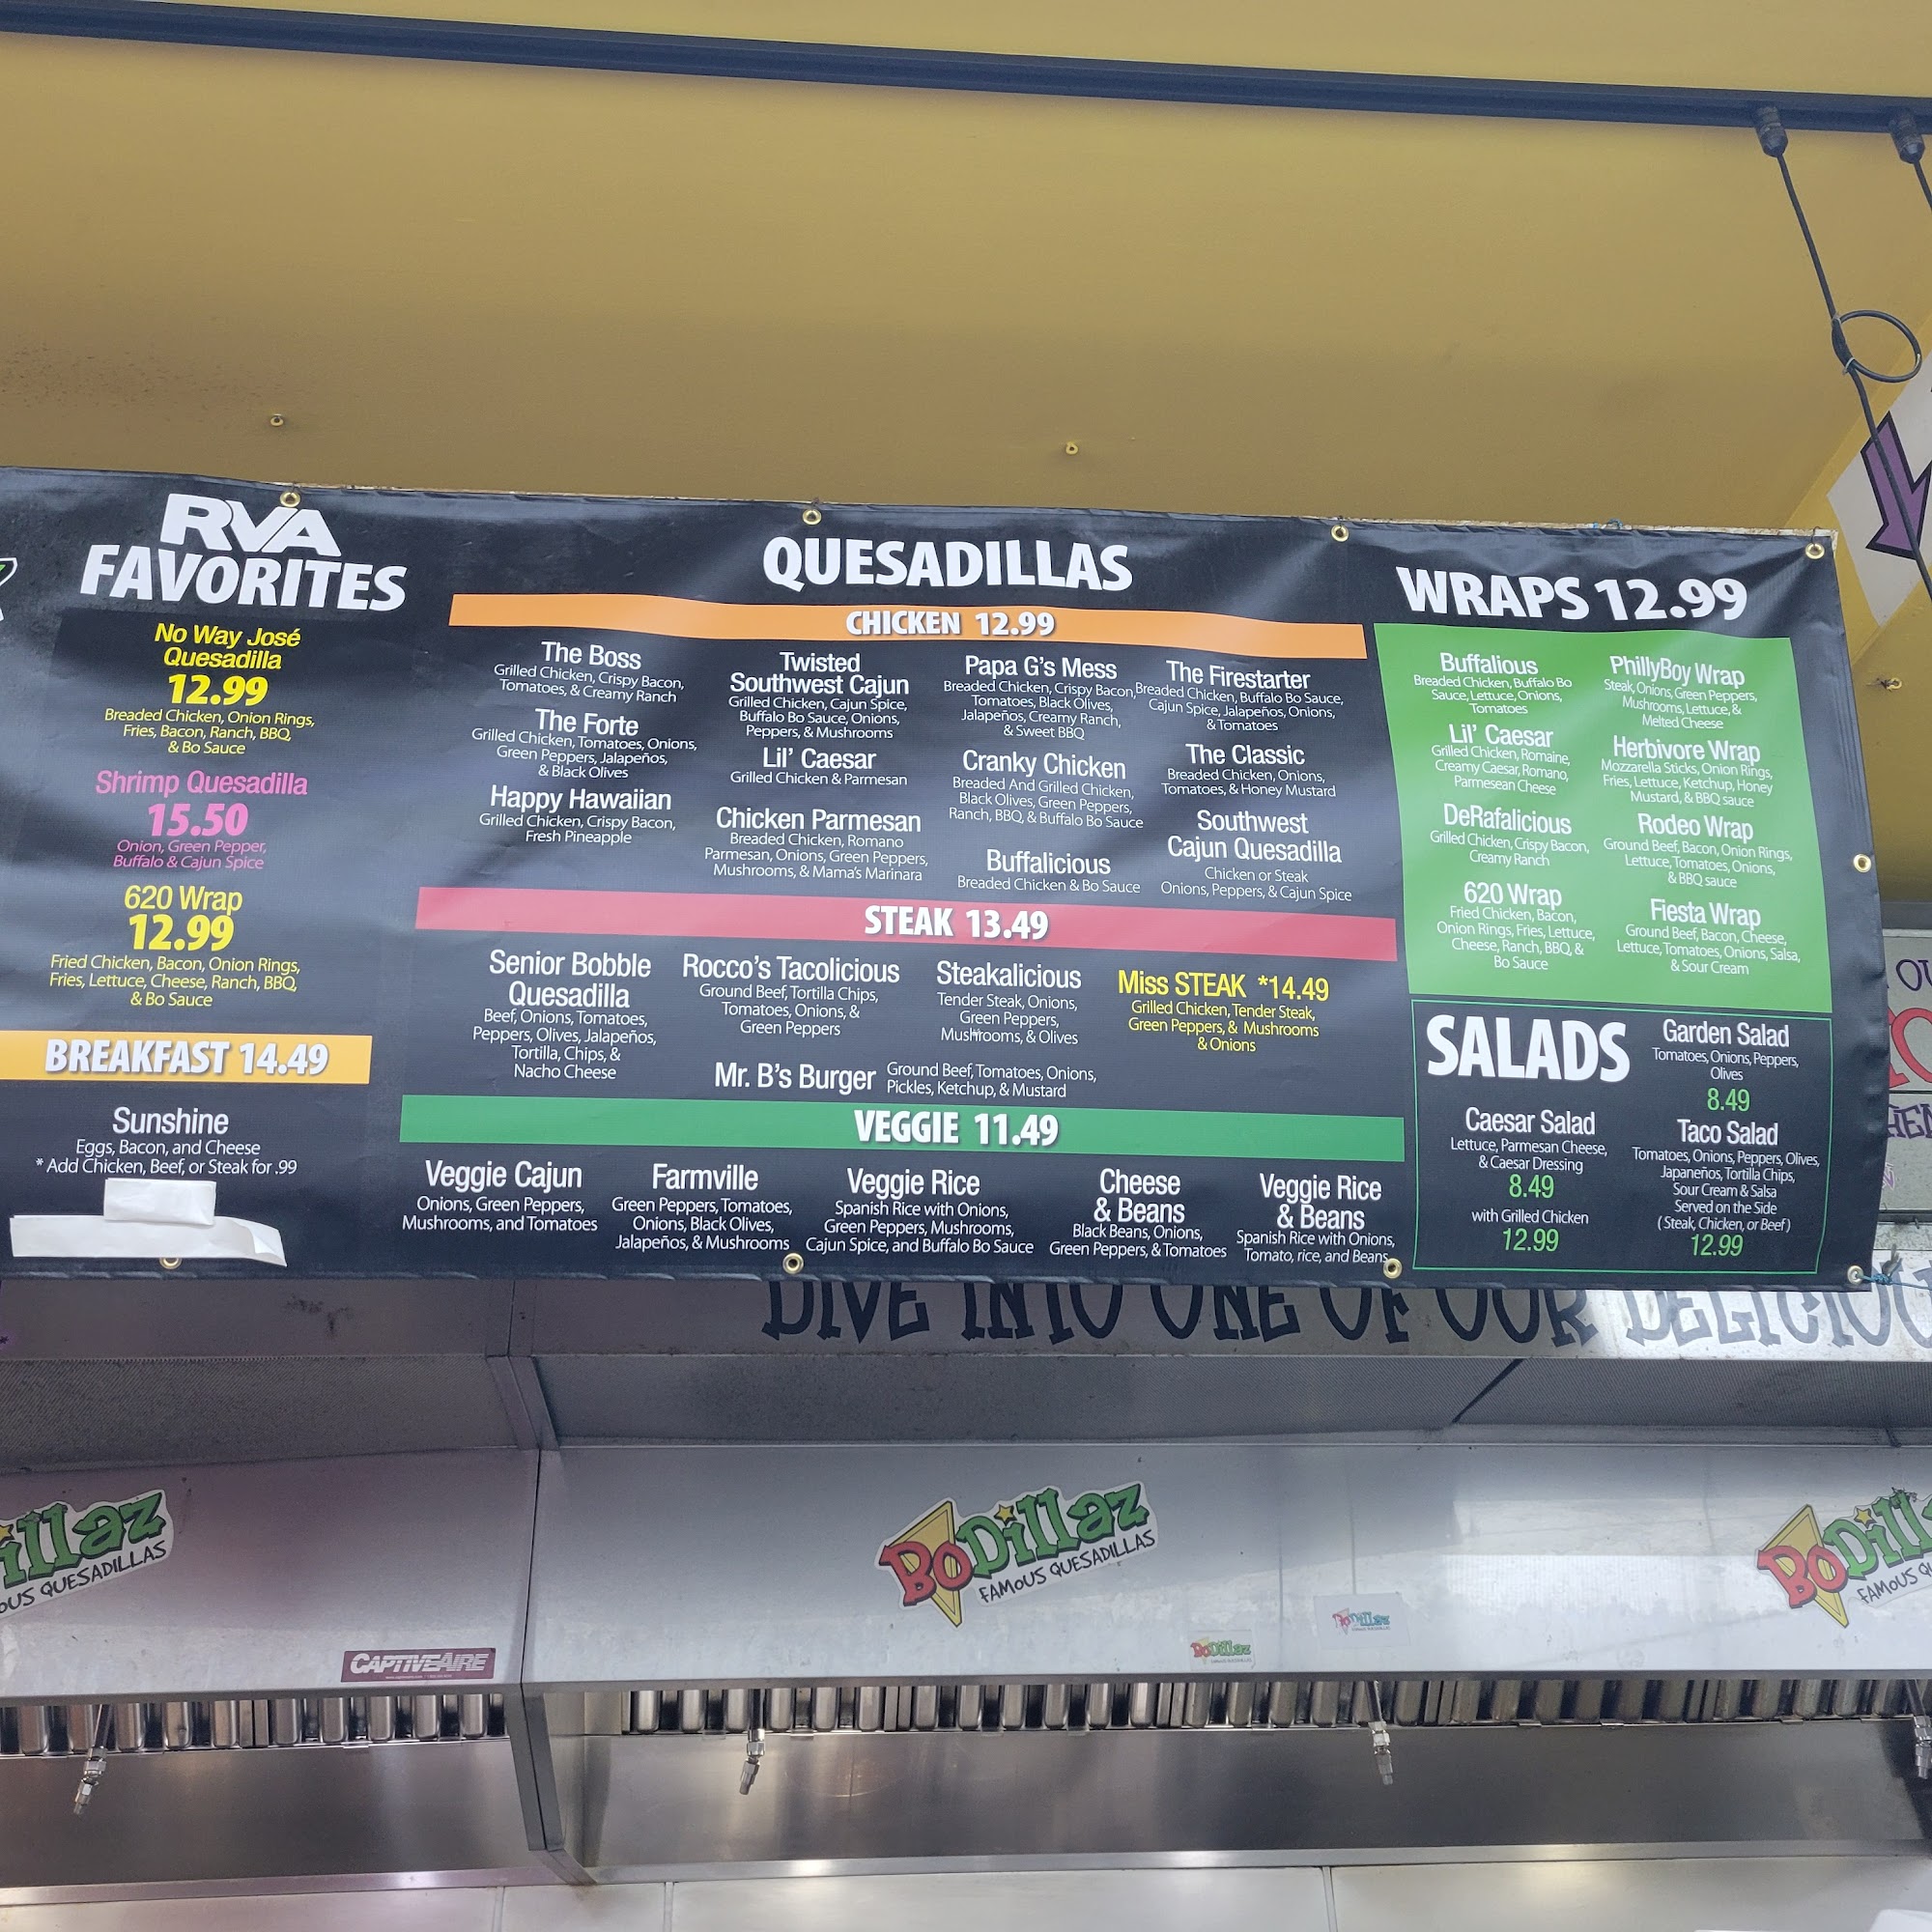 RVA
FAVORITES
No Way José
Quesadilla
12.99
Breaded Chicken, Onion Rings,
Fries, Bacon, Ranch, BBQ,
& Bo Sauce
Shrimp Quesadilla
15.50
Onion, Green Pepper,
Buffalo & Cajun Spice
620 Wrap
12.99
Fried Chicken, Bacon, Onion Rings,
Fries, Lettuce, Cheese, Ranch, BBQ,
& Bo Sauce
BREAKFAST 14.49
Sunshine
Eggs, Bacon, and Cheese
* Add Chicken, Beef, or Steak for .99
QUESADILLAS
CHICKEN 12.99
The Boss
Grilled Chicken, Crispy Bacon,
Tomatoes, & Creamy Ranch
The Forte
Grilled Chicken, Tomatoes, Onions,
Green Peppers, Jalapeños,
& Black Olives
Happy Hawaiian
Grilled Chicken, Crispy Bacon,
Fresh Pineapple
Twisted
Southwest Cajun
Grilled Chicken, Cajun Spice,
Buffalo Bo Sauce, Onions,
Peppers, & Mushrooms
Lil' Caesar
Grilled Chicken & Parmesan
Chicken Parmesan
Breaded Chicken, Romano
Parmesan, Onions, Green Peppers,
Mushrooms, & Mama's Marinara
Papa G's Mess
Breaded Chicken, Crispy Bacon,
Tomatoes, Black Olives,
Jalapeños, Creamy Ranch,
& Sweet BBQ
Cranky Chicken
Breaded And Grilled Chicken,
Black Olives, Green Peppers,
Ranch, BBQ, & Buffalo Bo Sauce
Buffalicious
Breaded Chicken & Bo Sauce
The Firestarter
Breaded Chicken, Buffalo Bo Sauce,
Cajun Spice, Jalapeños, Onions,
& Tomatoes
The Classic
Breaded Chicken, Onions,
Tomatoes, & Honey Mustard
Southwest
Cajun Quesadilla
Chicken or Steak
Onions, Peppers, & Cajun Spice
STEAK 13.49
Senior Bobble
Quesadilla
Beef, Onions, Tomatoes,
Peppers, Olives, Jalapeños,
Tortilla, Chips, &
Nacho Cheese
Rocco's Tacolicious
Ground Beef, Tortilla Chips,
Tomatoes, Onions, &
Green Peppers
Steakalicious
Tender Steak, Onions,
Green Peppers,
Mushrooms, & Olives
Miss STEAK *14.49
Grilled Chicken, Tender Steak,
Green Peppers, & Mushrooms
& Onions
Mr. B's Burger
Ground Beef, Tomatoes, Onions,
Pickles, Ketchup, & Mustard
VEGGIE 11.49
Veggie Cajun
Onions, Green Peppers,
Mushrooms, and Tomatoes
Farmville
Green Peppers, Tomatoes,
Onions, Black Olives,
Jalapeños, & Mushrooms
Veggie Rice
Spanish Rice with Onions,
Green Peppers, Mushrooms,
Cajun Spice, and Buffalo Bo Sauce
Cheese
& Beans
Black Beans, Onions,
Green Peppers, & Tomatoes
Veggie Rice
& Beans
Spanish Rice with Onions,
Tomato, rice, and Beans
WRAPS 12.99
Buffalious
Breaded Chicken, Buffalo Bo
Sauce, Lettuce, Onions,
Tomatoes
Lil' Caesar
Grilled Chicken, Romaine,
Creamy Caesar, Romano,
Parmesean Cheese
DeRafalicious
Grilled Chicken, Crispy Bacon,
Creamy Ranch
620 Wrap
Fried Chicken, Bacon,
Onion Rings, Fries, Lettuce,
Cheese, Ranch, BBQ, &
Bo Sauce
PhillyBoy Wrap
Steak, Onions, Green Peppers,
Mushrooms, Lettuce, &
Melted Cheese
Herbivore Wrap
Mozzarella Sticks, Onion Rings,
Fries, Lettuce, Ketchup, Honey
Mustard, & BBQ sauce
Rodeo Wrap
Ground Beef, Bacon, Onion Rings,
Lettuce, Tomatoes, Onions,
& BBQ sauce
Fiesta Wrap
Ground Beef, Bacon, Cheese,
Lettuce, Tomatoes, Onions, Salsa,
& Sour Cream
SALADS
Caesar Salad
Lettuce, Parmesan Cheese,
& Caesar Dressing
8.49
with Grilled Chicken
12.99
Garden Salad
Tomatoes, Onions, Peppers,
Olives
8.49
Taco Salad
Tomatoes, Onions, Peppers, Olives,
Japaneños, Tortilla Chips,
Sour Cream & Salsa
Served on the Side
(Steak, Chicken, or Beef)
12.99
DIVE INTO ONE OF OUR
illaz
QUESADILLAS
BoDillaz
FAMOUS QUESADILLAS
BoDill
FAMOUS
CAPTIVEAIRE
BoDillaz
BoDillaz